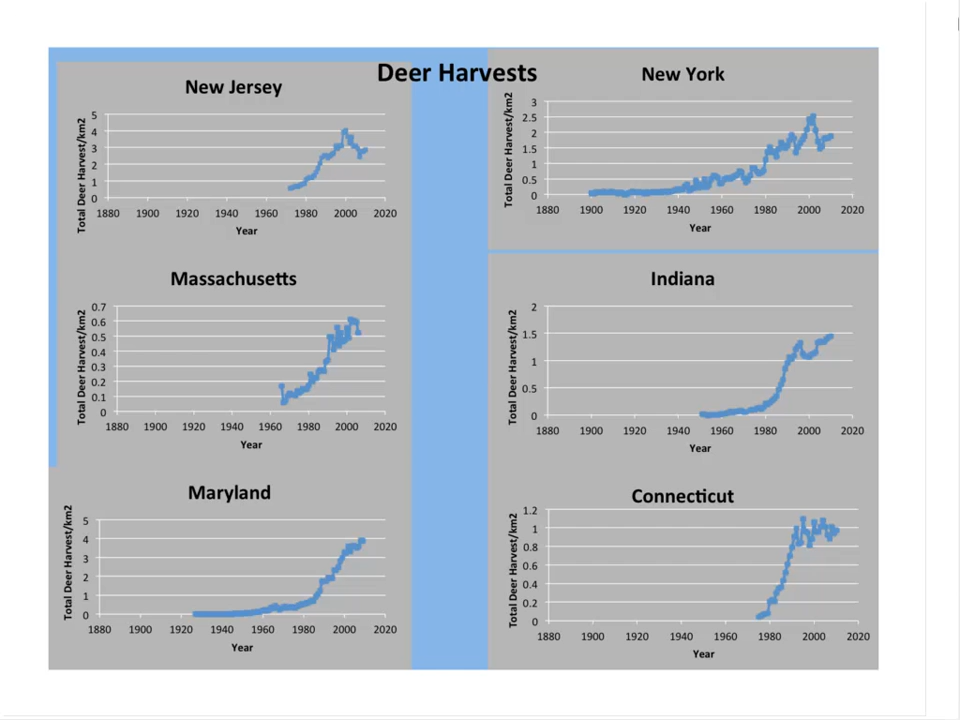 Deer Harvests
New Jersey
Total Deer Harvest/km2
5
4
3
2
1
0
1880 1900 1920 1940 1960 1980 2000 2020
Year
New York
Total Deer Harvest/km2
3
2.5
2
1.5
1
0.5
0
1880 1900 1920 1940 1960 1980 2000 2020
Year
Massachusetts
Total Deer Harvest/km2
0.7
0.6
0.5
0.4
0.3
0.2
0.1
0
1880 1900 1920 1940 1960 1980 2000 2020
Year
Indiana
Total Deer Harvest/km2
2
1.5
1
0.5
0
1880 1900 1920 1940 1960 1980 2000 2020
Year
Maryland
Total Deer Harvest/km2
5
4
3
2
1
0
1880 1900 1920 1940 1960 1980 2000 2020
Year
Connecticut
Total Deer Harvest/km2
1.2
1
0.8
0.6
0.4
0.2
0
1880 1900 1920 1940 1960 1980 2000 2020
Year